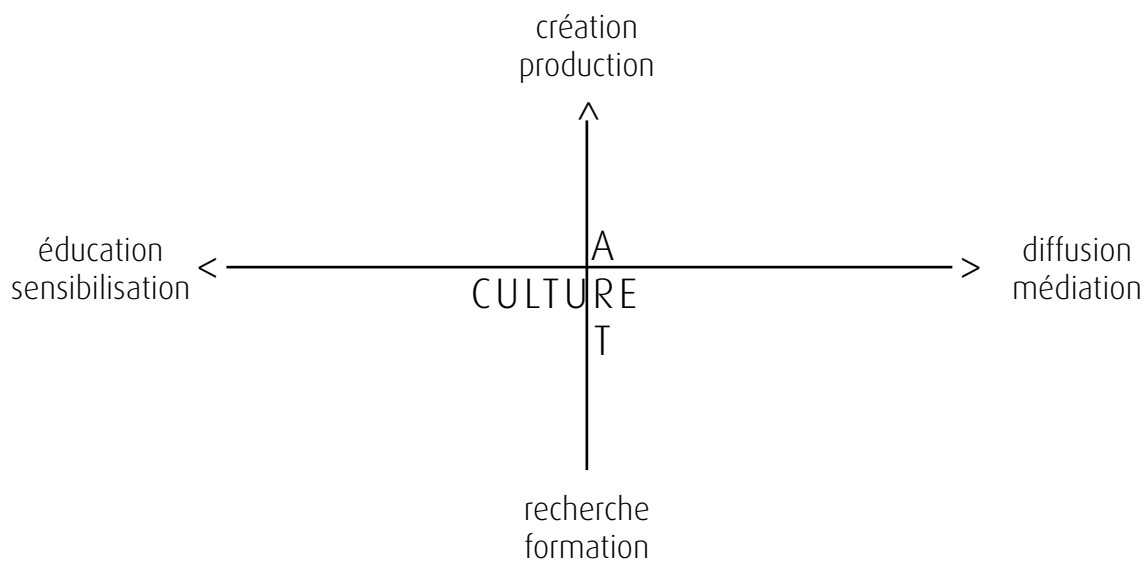 création
production
A
éducation
sensibilisation
diffusion
médiation
CULTURE
T
recherche
formation